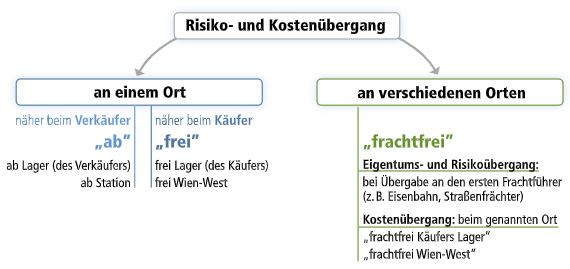 Risiko- und Kostenübergang
an einem Ort
näher beim Verkäufer
„ab”
ab Lager (des Verkäufers)
ab Station
näher beim Käufer
„frei”
frei Lager (des Käufers)
frei Wien-West
an verschiedenen Orten
„frachtfrei”
Eigentums- und Risikoübergang:
bei Übergabe an den ersten Frachtführer
(z. B. Eisenbahn, Straßenfrächter)
Kostenübergang: beim genannten Ort
„frachtfrei Käufers Lager”
„frachtfrei Wien-West”